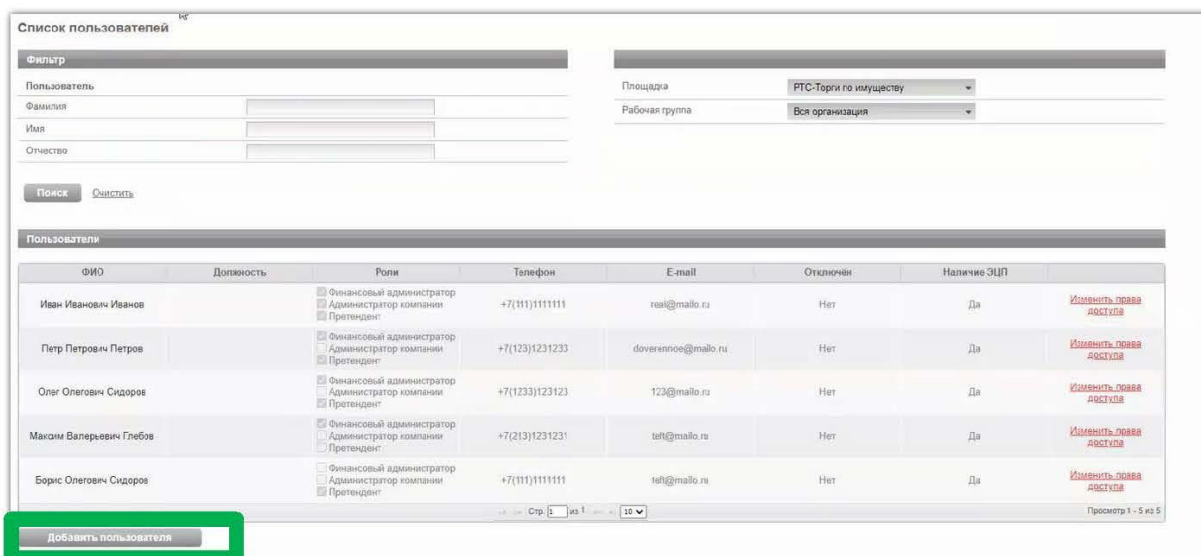 Список пользователей
Фильтр
Пользователь
Фамилия
Имя
Отчество
Площадка РТС-Торги по имуществу
Рабочая группа Вся организация
Поиск Очистить
Пользователи
ФИО Должность Роли Телефон E-mail Отключён Наличие ЭЦП
Иван Иванович Иванов Финансовый администратор +7(111)1111111 real@mailo.ru Нет Да Изменить права
Администратор компании доступа
Претендент
Петр Петрович Петров Финансовый администратор +7(123)1231233 doverennoe@mailo.ru Нет Да Изменить права
Администратор компании доступа
Претендент
Олег Олегович Сидоров Финансовый администратор +7(1233)123123 123@mailo.ru Нет Да Изменить права
Администратор компании доступа
Претендент
Максим Валерьевич Глебов Финансовый администратор +7(213)1231231 teft@mailo.ru Нет Да Изменить права
Администратор компании доступа
Претендент
Борис Олегович Сидоров Финансовый администратор +7(111)1111111 teft@mailo.ru Нет Да Изменить права
Администратор компании доступа
Претендент
Стр. 1 из 1 10 Просмотр 1 - 5 из 5
Добавить пользователя